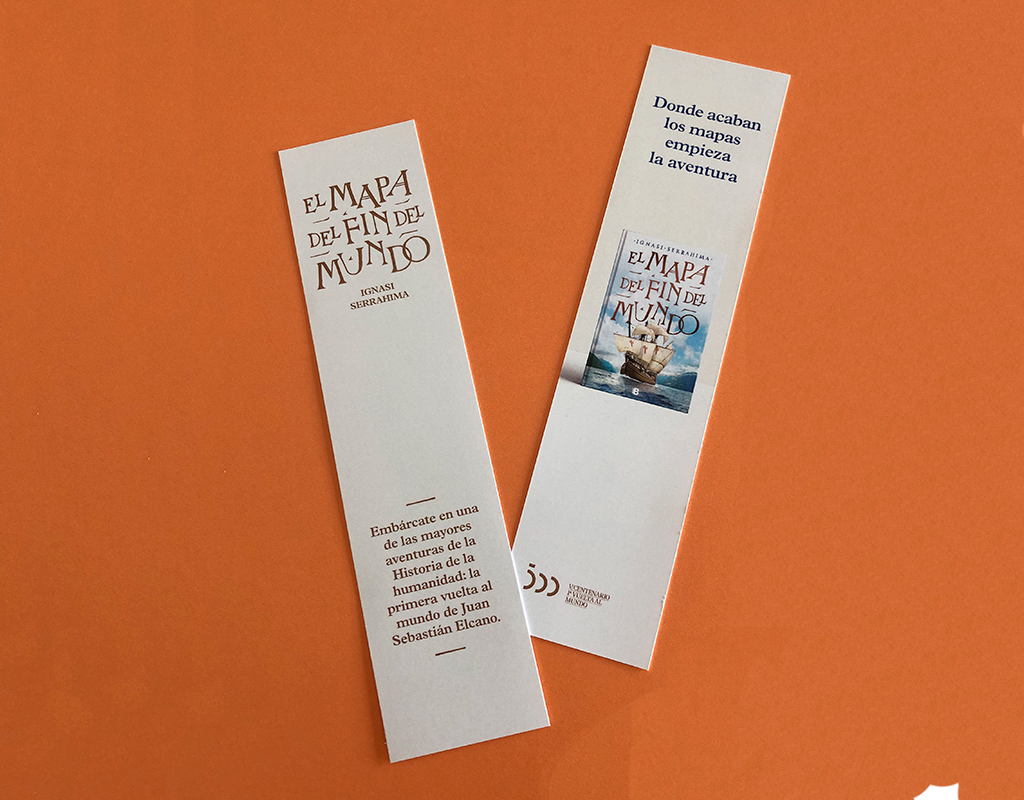 EL MAPA
DEL FIN DEL
MUNDO
IGNASI
SERRAHIMA
Embárcate en una
de las mayores
aventuras de la
Historia de la
humanidad: la
primera vuelta al
mundo de Juan
Sebastián Elcano.
Donde acaban
los mapas
empieza
la aventura
·IGNASI·SERRAHIMA·
EL MAPA
DEL FIN DEL
MUNDO
B
V CENTENARIO
1ª VUELTA AL
MUNDO